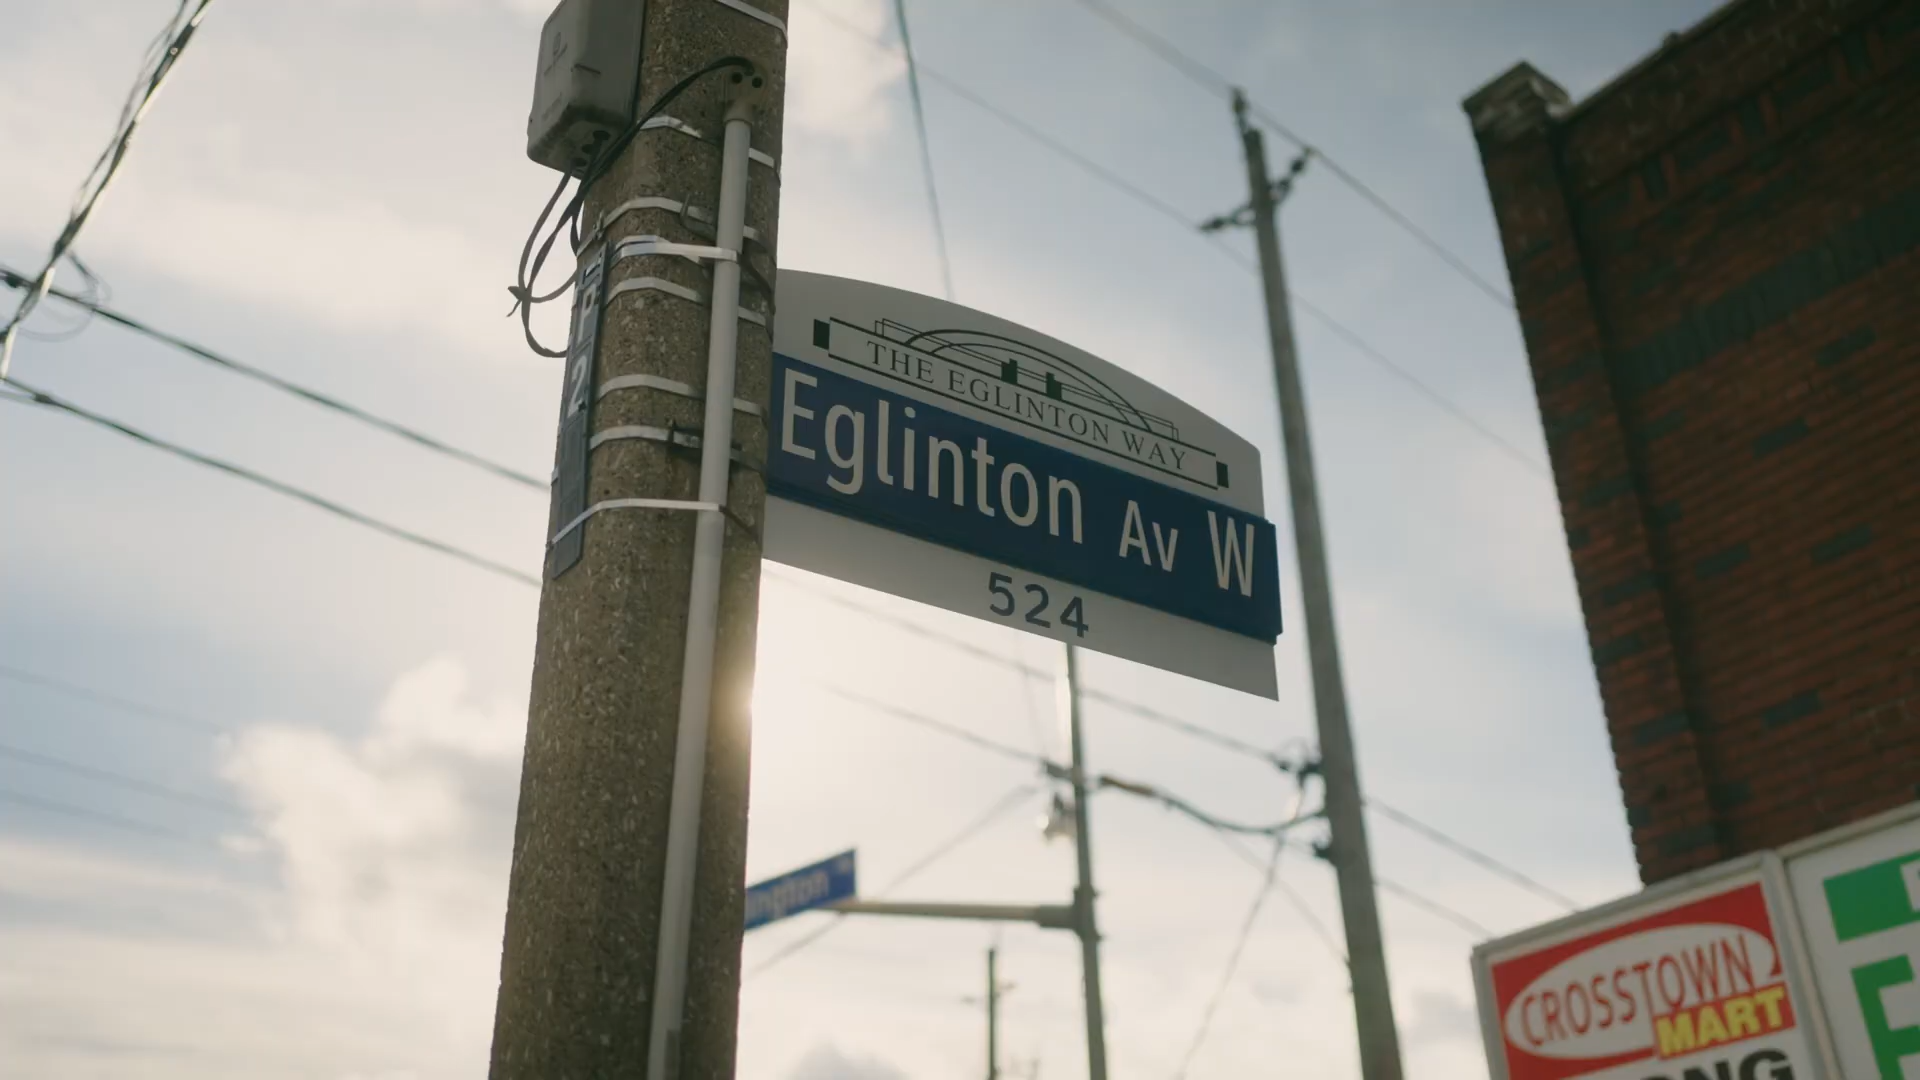 THE EGLINTON WAY
Eglinton Av W
524
P
2
CROSSTOWN
MART